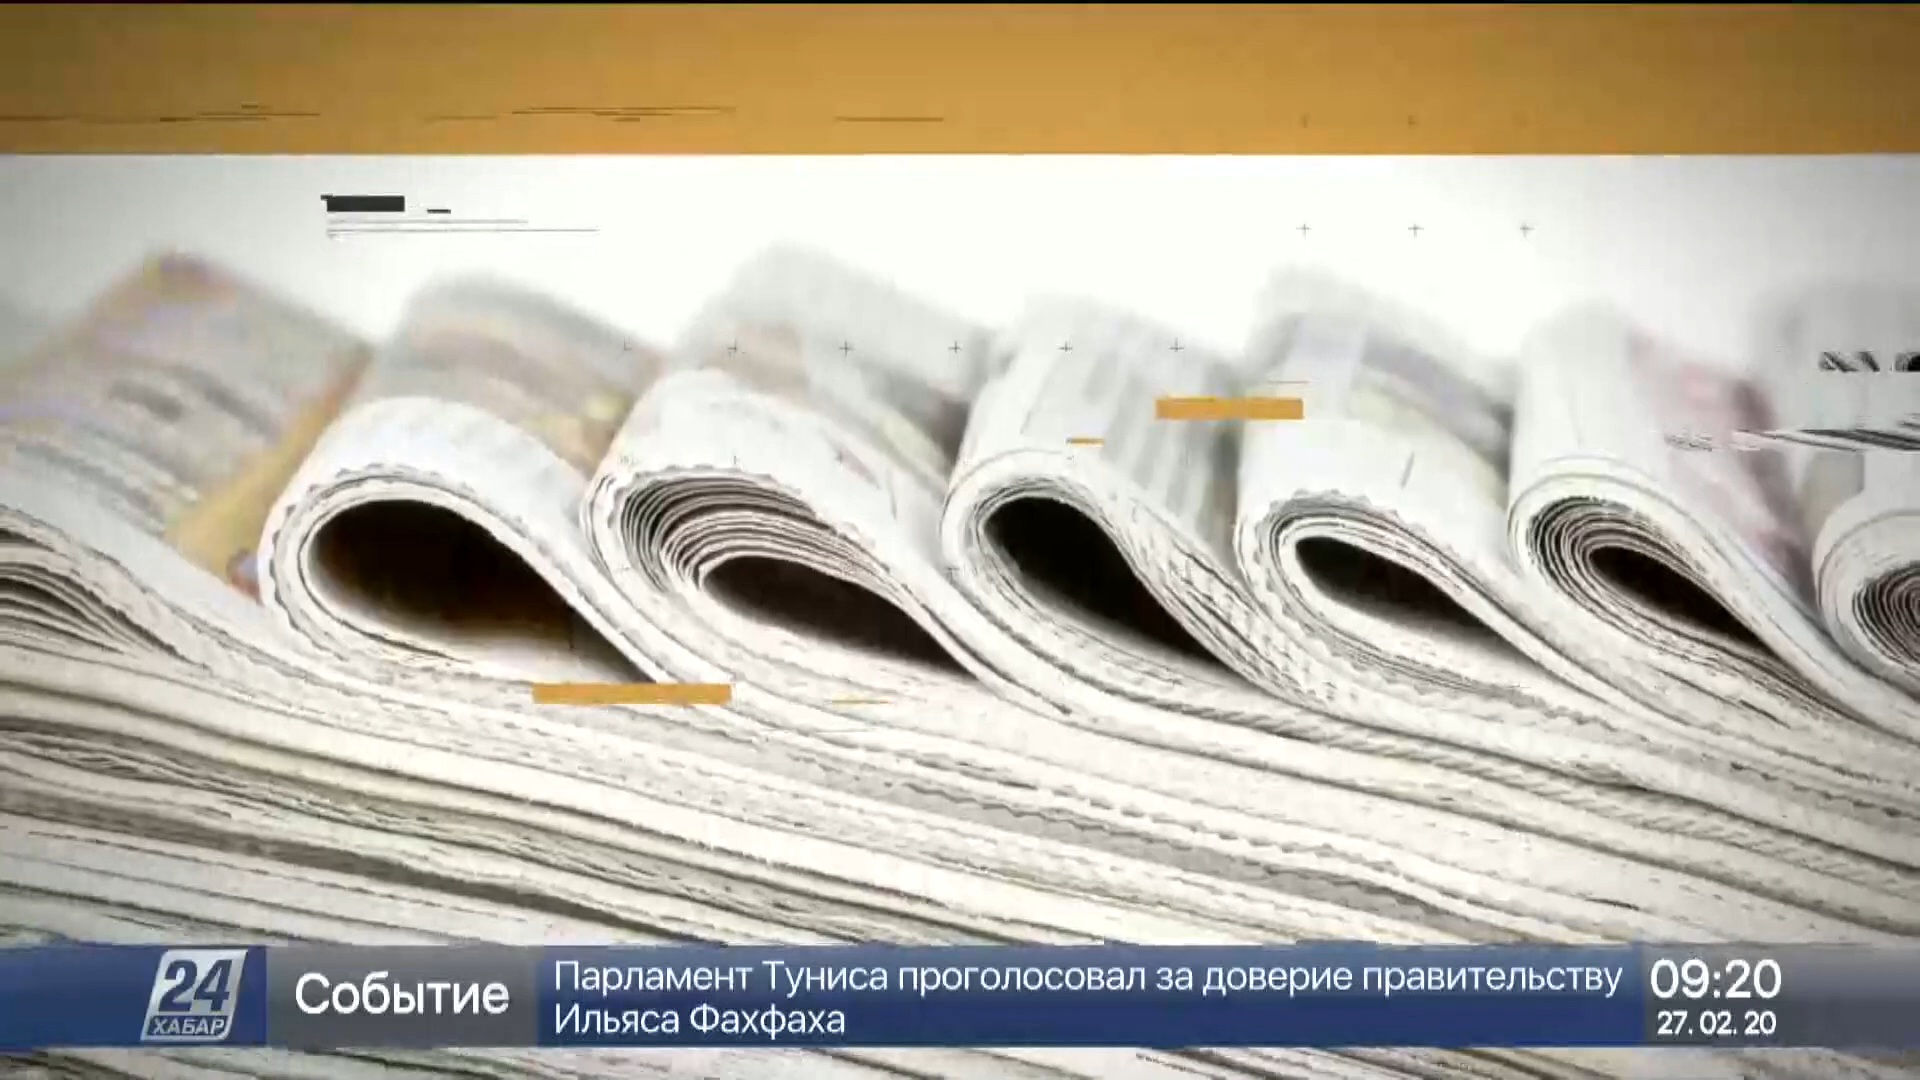 24
ХАБАР
Событие
Парламент Туниса проголосовал за доверие правительству
Ильяса Фахфаха
09:20
27. 02. 20